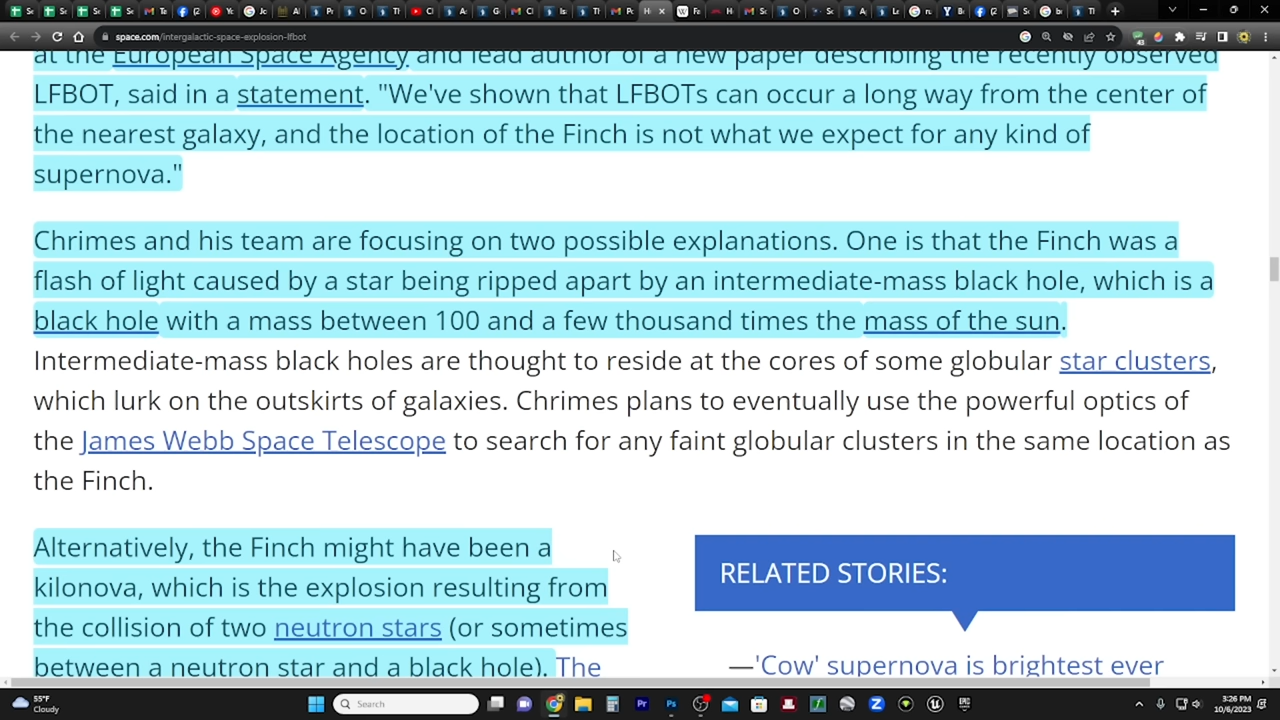 space.com/intergalactic-space-explosion-lfbot
at the European Space Agency and lead author of a new paper describing the recently observed
LFBOT, said in a statement. "We've shown that LFBOTs can occur a long way from the center of
the nearest galaxy, and the location of the Finch is not what we expect for any kind of
supernova."
Chrimes and his team are focusing on two possible explanations. One is that the Finch was a
flash of light caused by a star being ripped apart by an intermediate-mass black hole, which is a
black hole with a mass between 100 and a few thousand times the mass of the sun.
Intermediate-mass black holes are thought to reside at the cores of some globular star clusters,
which lurk on the outskirts of galaxies. Chrimes plans to eventually use the powerful optics of
the James Webb Space Telescope to search for any faint globular clusters in the same location as
the Finch.
Alternatively, the Finch might have been a
kilonova, which is the explosion resulting from
the collision of two neutron stars (or sometimes
between a neutron star and a black hole). The
RELATED STORIES:
—'Cow' supernova is brightest ever
55°F
Cloudy
Search
3:26 PM
10/6/2023